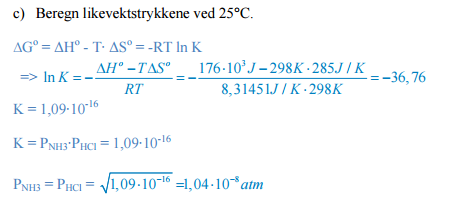 c) Beregn likevektstrykkene ved 25°C.
ΔG° = ΔH° - T· ΔS° = -RT ln K
=> ln K = - (ΔH° – TΔS°) / RT = - (176·10³J – 298K·285J / K) / (8,31451J / K·298K) = –36,76
K = 1,09·10⁻¹⁶
K = P_NH3·P_HCl = 1,09·10⁻¹⁶
P_NH3 = P_HCl = √(1,09·10⁻¹⁶) =1,04·10⁻⁸ atm